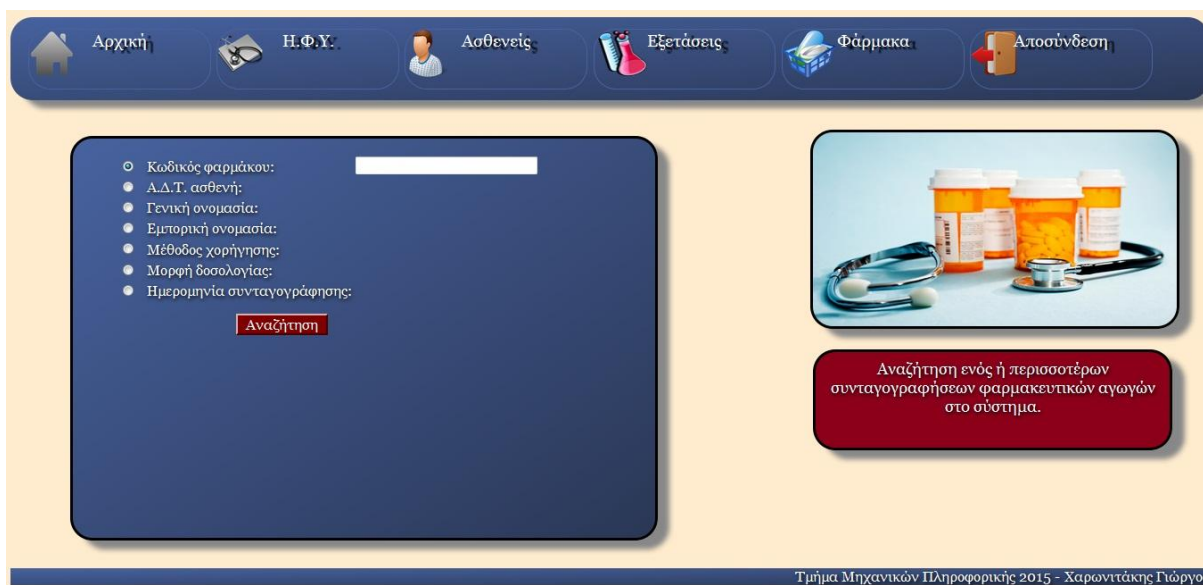 Αρχική
Η.Φ.Υ.
Ασθενείς
Εξετάσεις
Φάρμακα
Αποσύνδεση
Κωδικός φαρμάκου:
Α.Δ.Τ. ασθενή:
Γενική ονομασία:
Εμπορική ονομασία:
Μέθοδος χορήγησης:
Μορφή δοσολογίας:
Ημερομηνία συνταγογράφησης:
Αναζήτηση
Αναζήτηση ενός ή περισσοτέρων
συνταγογραφήσεων φαρμακευτικών αγωγών
στο σύστημα.
Τμήμα Μηχανικών Πληροφορικής 2015 - Χαρωνιτάκης Γιώργο